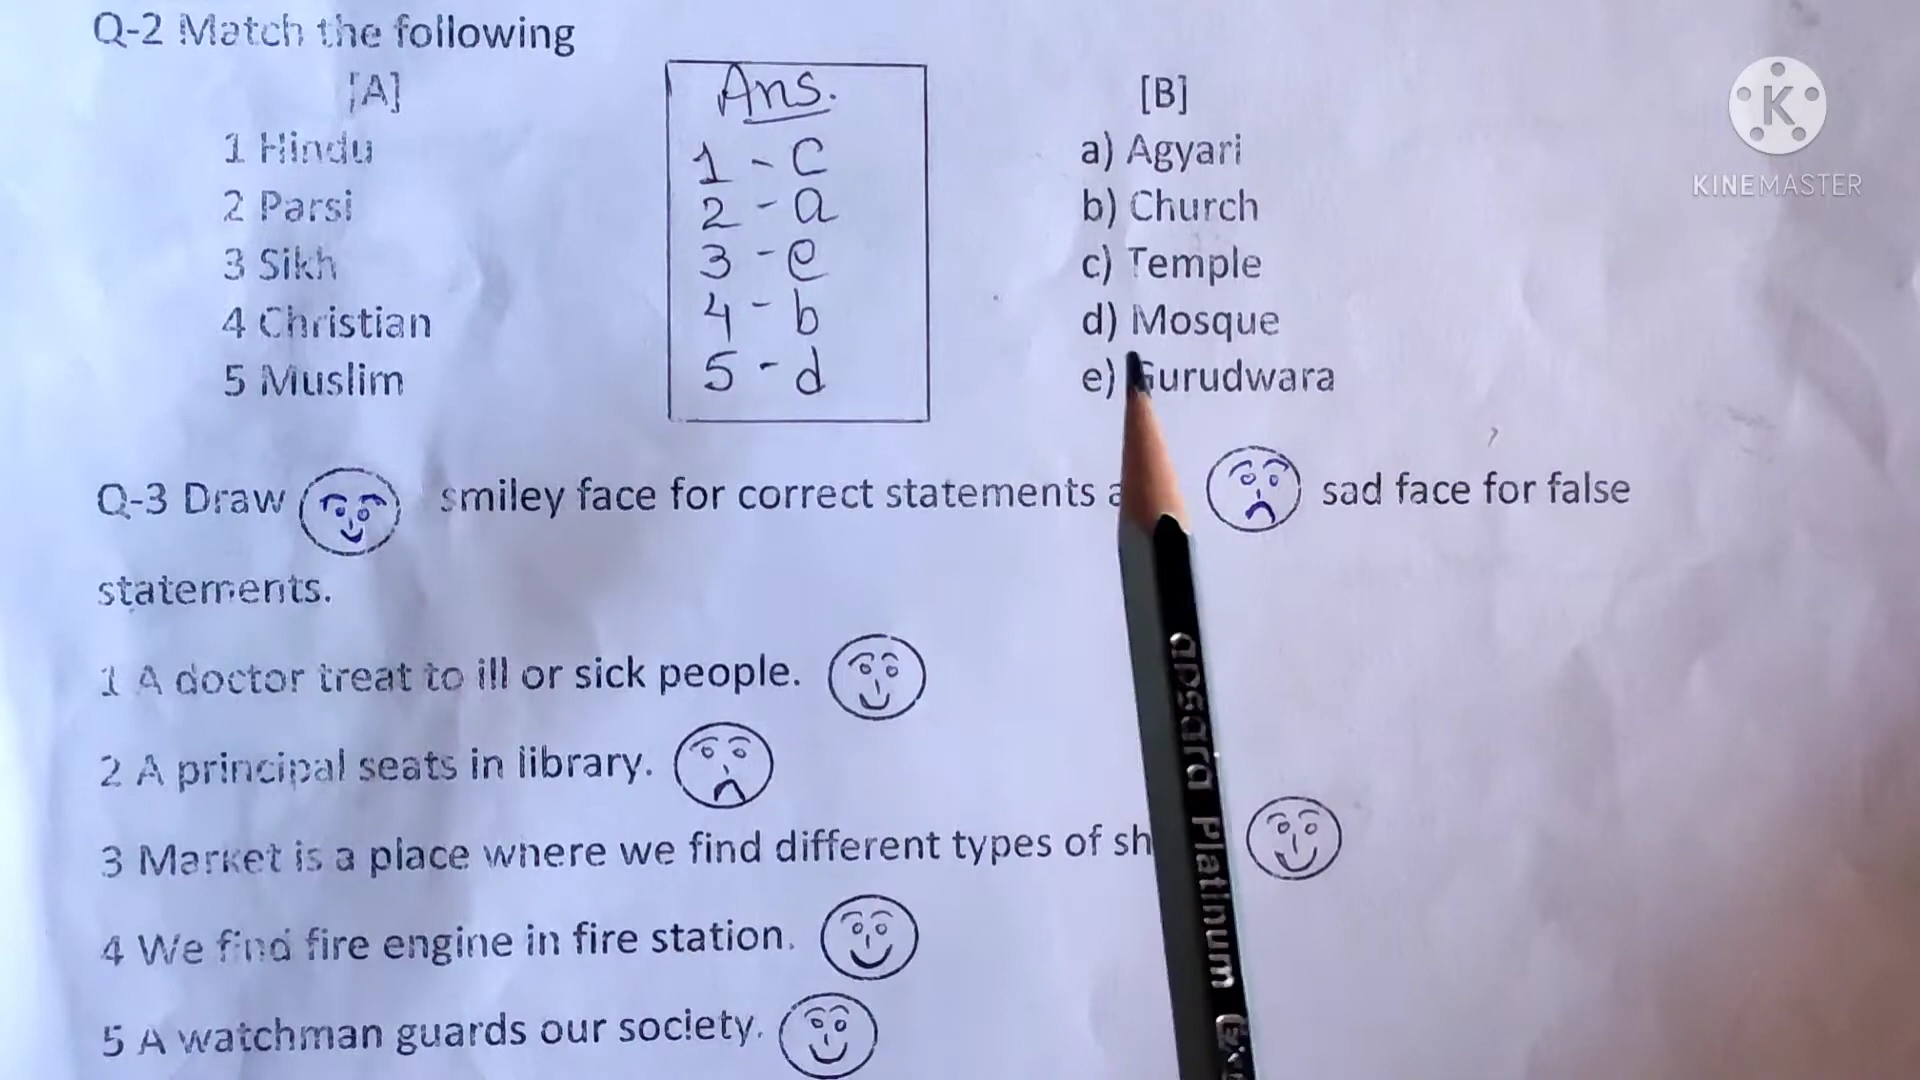 Q-2 Match the following
[A] Ans. [B]
1 Hindu 1 - c a) Agyari
2 Parsi 2 - a b) Church
3 Sikh 3 - e c) Temple
4 Christian 4 - b d) Mosque
5 Muslim 5 - d e) Gurudwara
Q-3 Draw smiley face for correct statements sad face for false
statements.
1 A doctor treat to ill or sick people.
2 A principal seats in library.
3 Market is a place where we find different types of sh
4 We find fire engine in fire station.
5 A watchman guards our society.
K
KINEMASTER
apsara Platinum